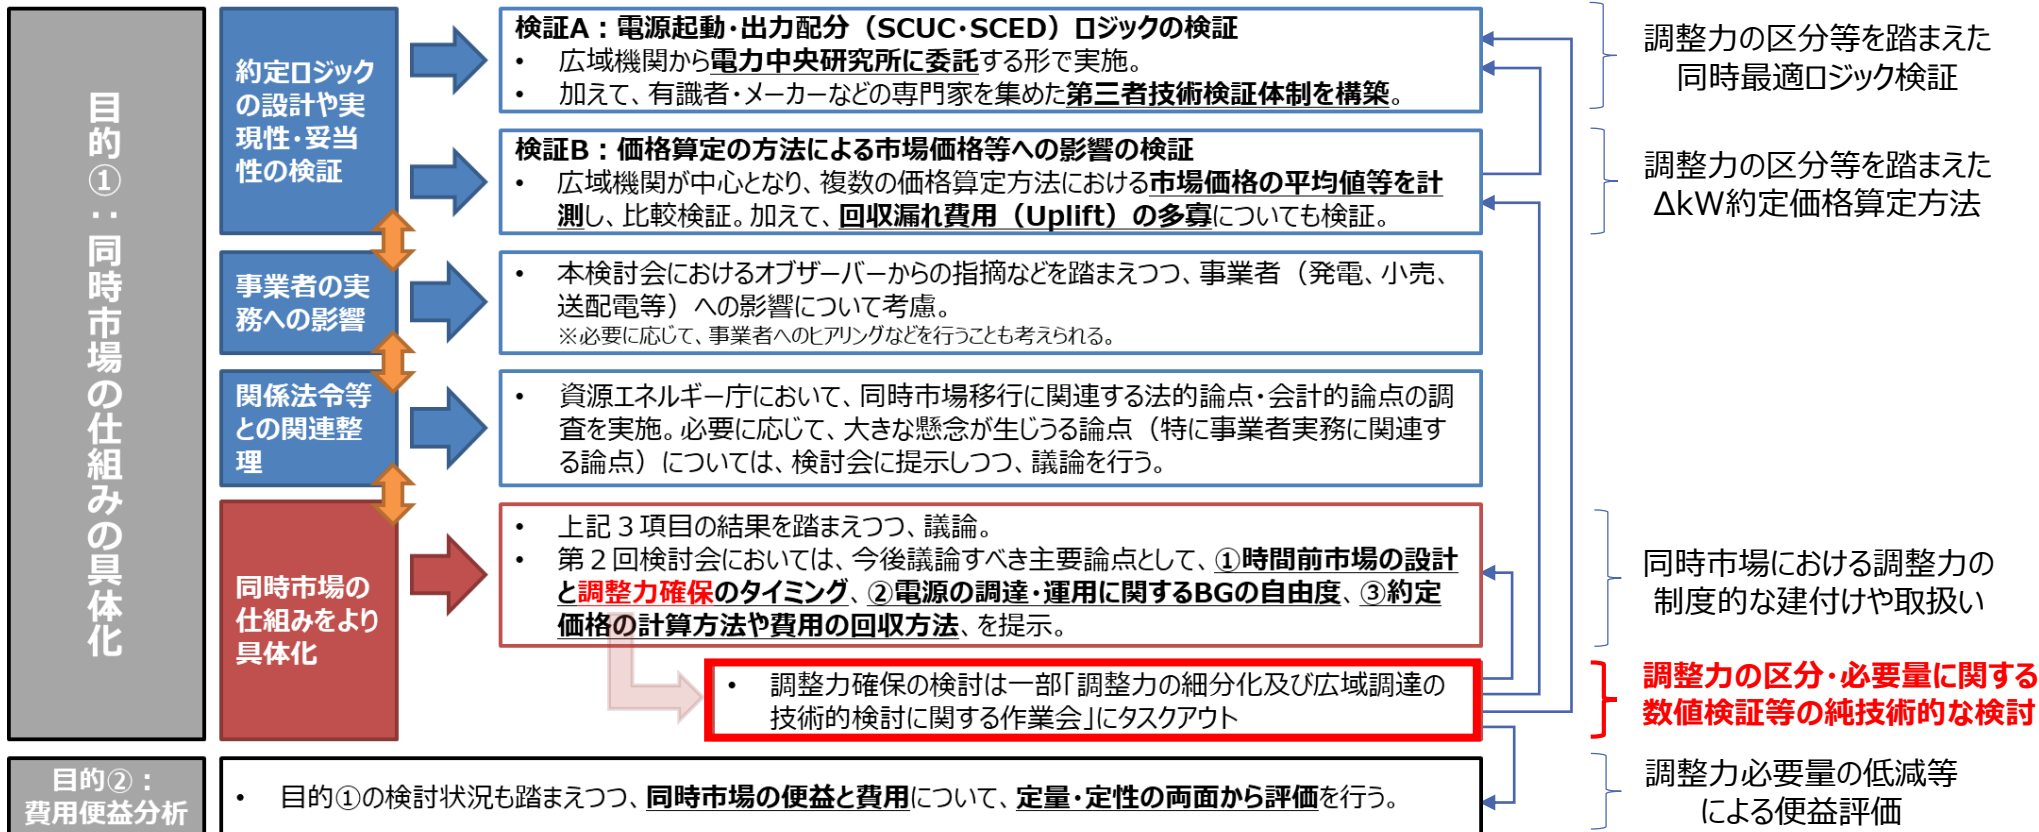 目的①：同時市場の仕組みの具体化
約定ロジック
の設計や実
現性・妥当
性の検証
検証A：電源起動・出力配分（SCUC・SCED）ロジックの検証
• 広域機関から電力中央研究所に委託する形で実施。
• 加えて、有識者・メーカーなどの専門家を集めた第三者技術検証体制を構築。
調整力の区分等を踏まえた
同時最適ロジック検証
検証B：価格算定の方法による市場価格等への影響の検証
• 広域機関が中心となり、複数の価格算定方法における市場価格の平均値等を計
測し、比較検証。加えて、回収漏れ費用（Uplift）の多寡についても検証。
調整力の区分等を踏まえた
ΔkW約定価格算定方法
事業者の実
務への影響
• 本検討会におけるオブザーバーからの指摘などを踏まえつつ、事業者（発電、小売、
送配電等）への影響について考慮。
※必要に応じて、事業者へのヒアリングなどを行うことも考えられる。
関係法令等
との関連整
理
• 資源エネルギー庁において、同時市場移行に関連する法的論点・会計的論点の調
査を実施。必要に応じて、大きな懸念が生じうる論点（特に事業者実務に関連す
る論点）については、検討会に提示しつつ、議論を行う。
同時市場の
仕組みをより
具体化
• 上記３項目の結果を踏まえつつ、議論。
• 第２回検討会においては、今後議論すべき主要論点として、①時間前市場の設計
と調整力確保のタイミング、②電源の調達・運用に関するBGの自由度、③約定
価格の計算方法や費用の回収方法、を提示。
同時市場における調整力の
制度的な建付けや取扱い
• 調整力確保の検討は一部「調整力の細分化及び広域調達の
技術的検討に関する作業会」にタスクアウト
調整力の区分・必要量に関する
数値検証等の純技術的な検討
目的②：
費用便益分析
• 目的①の検討状況も踏まえつつ、同時市場の便益と費用について、定量・定性の両面から評価を行う。
調整力必要量の低減等
による便益評価